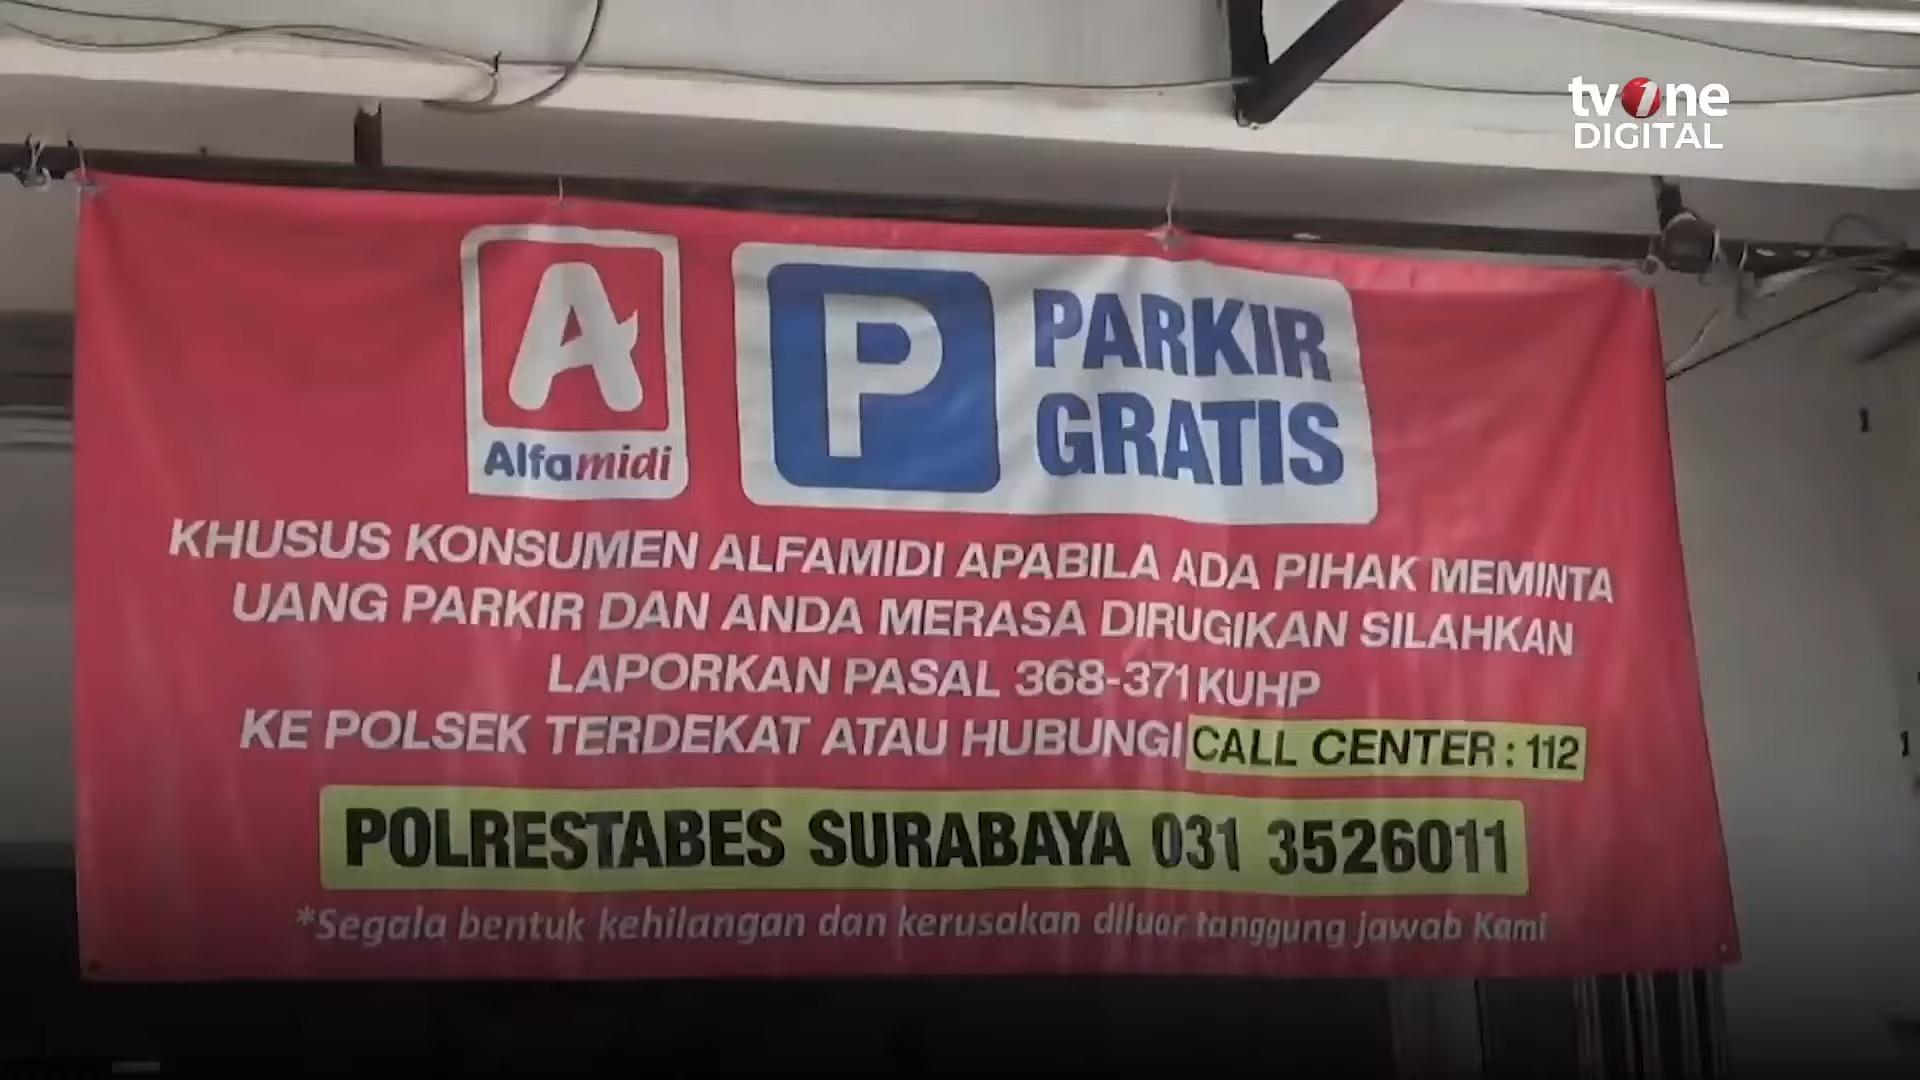 tvOne
DIGITAL
A
Alfamidi
P
PARKIR
GRATIS
KHUSUS KONSUMEN ALFAMIDI APABILA ADA PIHAK MEMINTA
UANG PARKIR DAN ANDA MERASA DIRUGIKAN SILAHKAN
LAPORKAN PASAL 368-371 KUHP
KE POLSEK TERDEKAT ATAU HUBUNGI CALL CENTER : 112
POLRESTABES SURABAYA 031 3526011
*Segala bentuk kehilangan dan kerusakan diluar tanggung jawab Kami